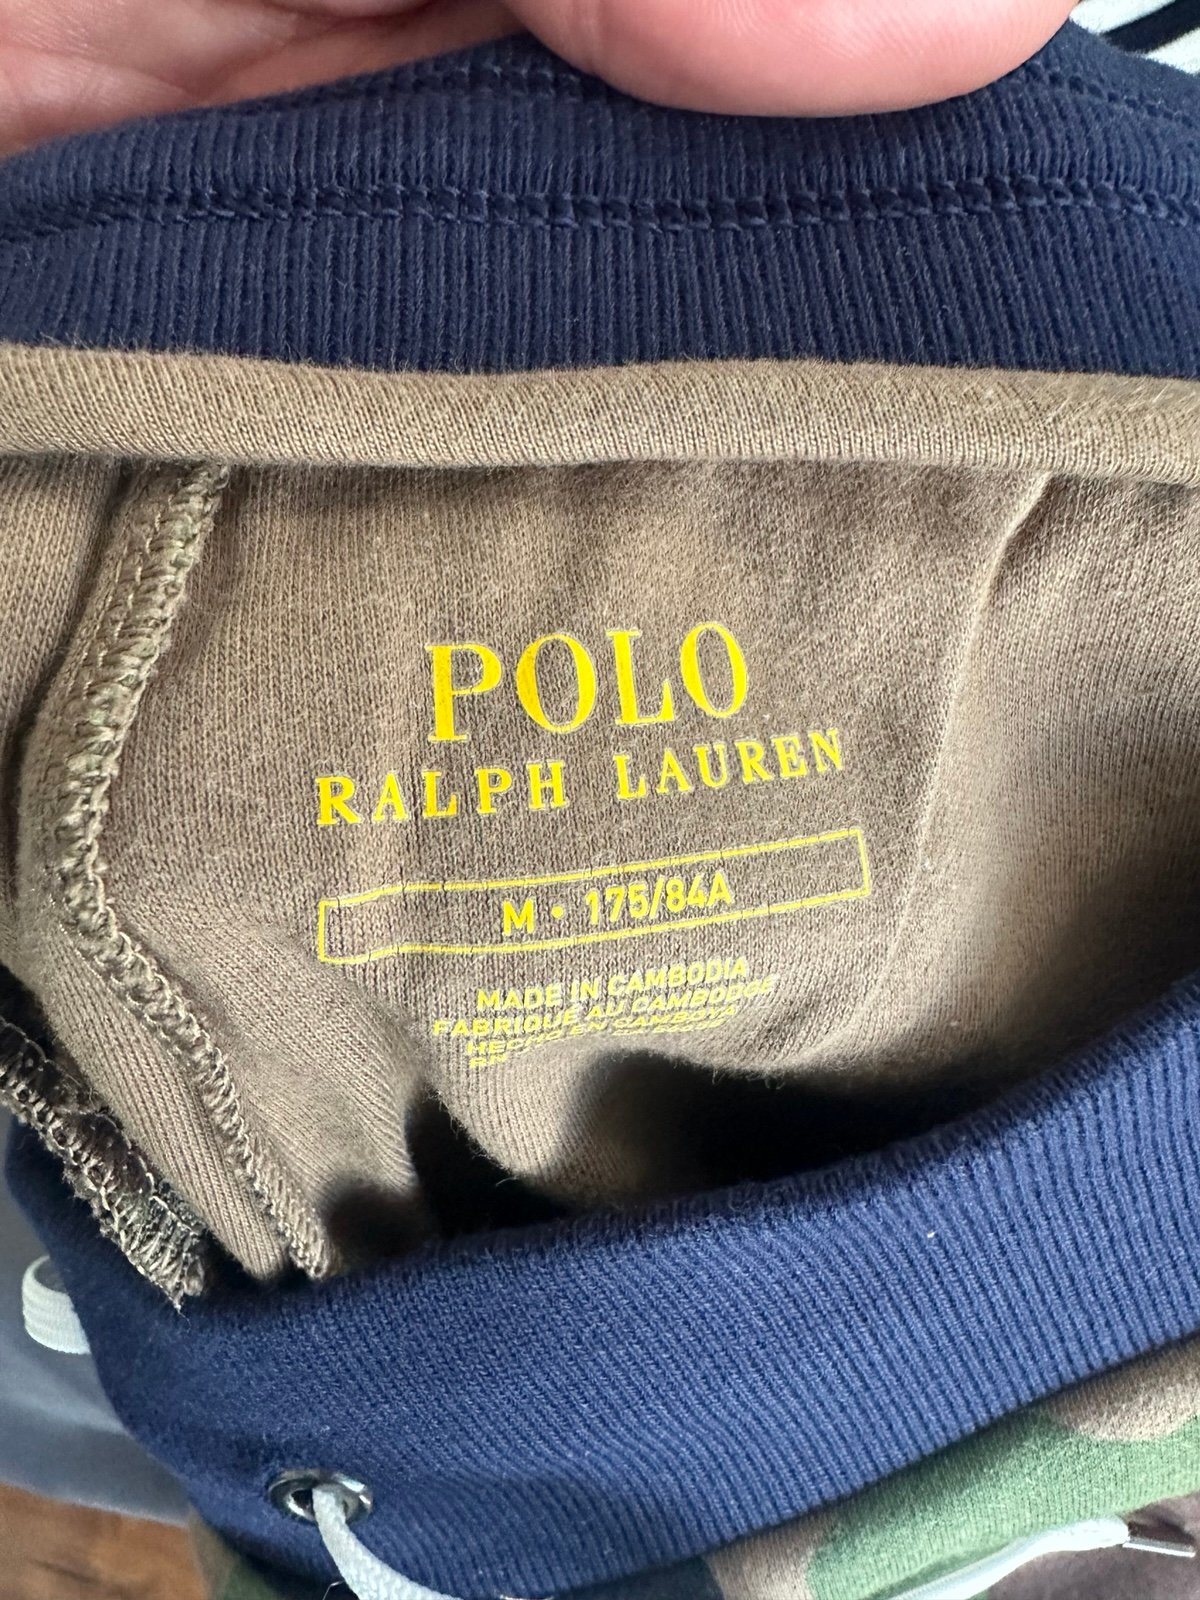 POLO
RALPH LAUREN
M • 175/84A
MADE IN CAMBODIA
FABRIQUÉ AU CAMBODGE
HECHO EN CAMBOYA